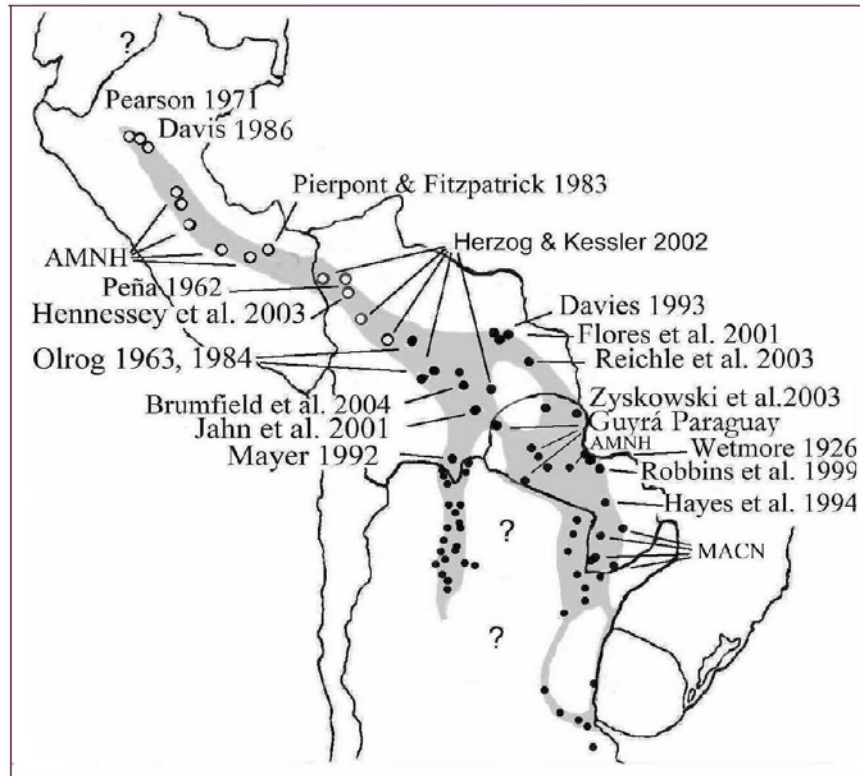 ?
Pearson 1971
Davis 1986
Pierpont & Fitzpatrick 1983
AMNH
Herzog & Kessler 2002
Peña 1962
Hennessey et al. 2003
Davies 1993
Flores et al. 2001
Olrog 1963, 1984
Reichle et al. 2003
Zyskowski et al.2003
Brumfield et al. 2004
Guyrá Paraguay
Jahn et al. 2001
AMNH
Wetmore 1926
Mayer 1992
Robbins et al. 1999
Hayes et al. 1994
?
MACN
?